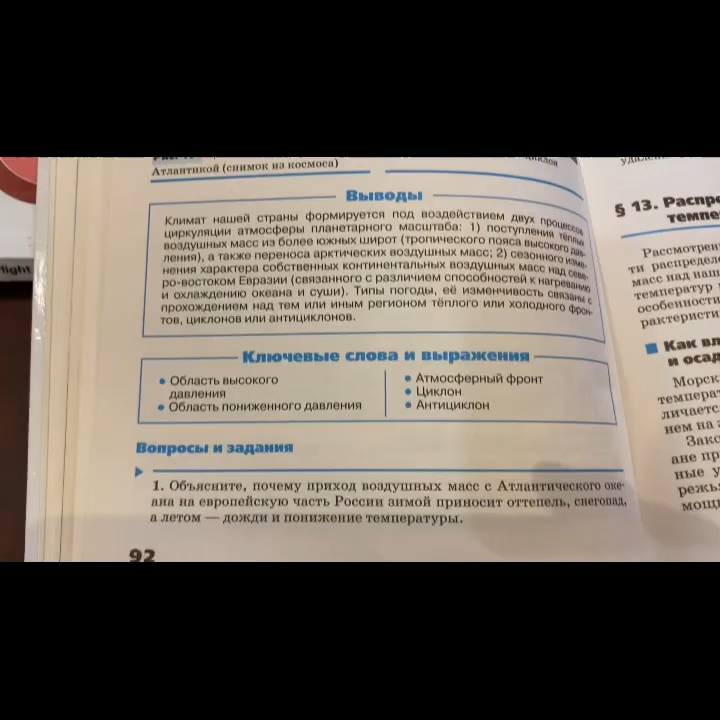 Атлантикой (снимок из космоса)
Выводы
Климат нашей страны формируется под воздействием двух процессов
циркуляции атмосферы планетарного масштаба: 1) поступления тёплых
воздушных масс из более южных широт (тропического пояса высокого дав-
ления), а также переноса арктических воздушных масс; 2) сезонного изме-
нения характера собственных континентальных воздушных масс над севе-
ро-востоком Евразии (связанного с различием способностей к нагреванию
и охлаждению океана и суши). Типы погоды, её изменчивость связаны с
прохождением над тем или иным регионом тёплого или холодного фрон-
тов, циклонов или антициклонов.
Ключевые слова и выражения
• Область высокого
давления
• Область пониженного давления
• Атмосферный фронт
• Циклон
• Антициклон
Вопросы и задания
1. Объясните, почему приход воздушных масс с Атлантического оке-
ана на европейскую часть России зимой приносит оттепель, снегопад,
а летом — дожди и понижение температуры.
92
§ 13. Распре
темпе
Рассмотрен
ти распредел
масс над наш
температур
особенности
рактеристи
Как вл
и осад
Морск
температ
личаетс
нием на
Зако
ане пр
ные у
режь
мощ
flight